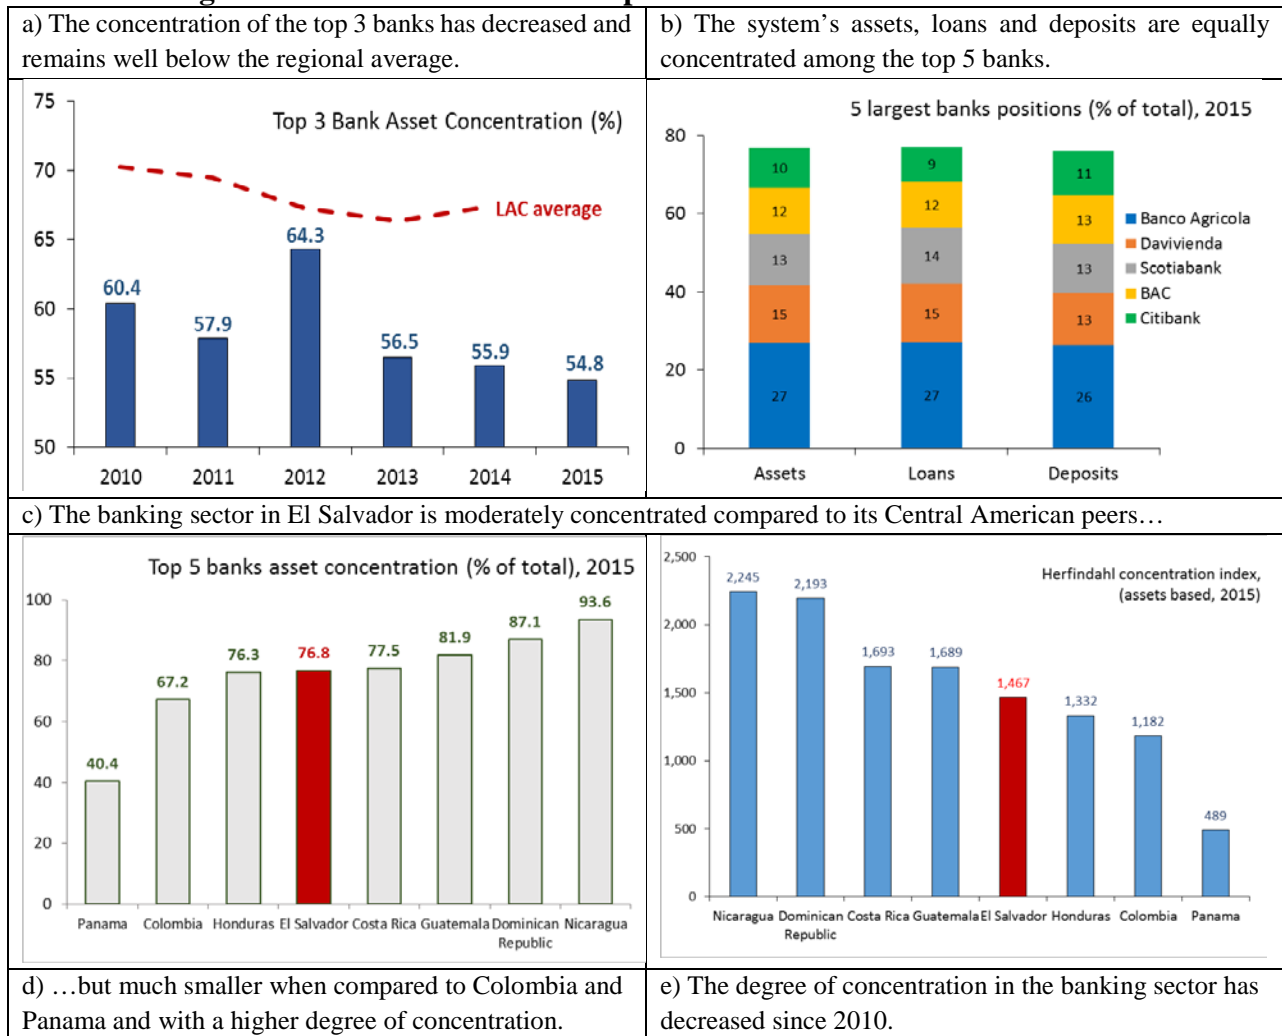 a) The concentration of the top 3 banks has decreased and
remains well below the regional average.
b) The system’s assets, loans and deposits are equally
concentrated among the top 5 banks.
Top 3 Bank Asset Concentration (%)
75
70
65
60
55
50
LAC average
60.4
57.9
64.3
56.5
55.9
54.8
2010 2011 2012 2013 2014 2015
5 largest banks positions (% of total), 2015
80
60
40
20
0
10 9 11
12 12 13
13 14 13
15 15 13
27 27 26
Assets Loans Deposits
Banco Agricola
Davivienda
Scotiabank
BAC
Citibank
c) The banking sector in El Salvador is moderately concentrated compared to its Central American peers…
Top 5 banks asset concentration (% of total), 2015
100
80
60
40
20
0
40.4
67.2
76.3
76.8
77.5
81.9
87.1
93.6
Panama Colombia Honduras El Salvador Costa Rica Guatemala Dominican Nicaragua
Republic
Herfindahl concentration index,
(assets based, 2015)
2,500
2,000
1,500
1,000
500
0
2,245
2,193
1,693
1,689
1,467
1,332
1,182
489
Nicaragua Dominican Costa Rica Guatemala El Salvador Honduras Colombia Panama
Republic
d) …but much smaller when compared to Colombia and
Panama and with a higher degree of concentration.
e) The degree of concentration in the banking sector has
decreased since 2010.